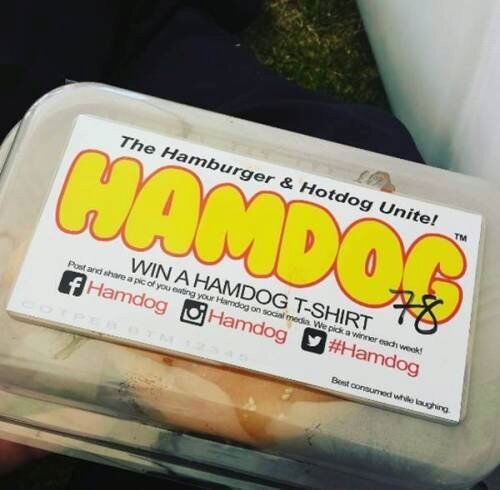 The Hamburger & Hotdog Unite!
HAMDOG TM
78
WIN A HAMDOG T-SHIRT
Post and share a pic of you eating your Hamdog on social media. We pick a winner each week!
Hamdog Hamdog #Hamdog
Best consumed while laughing.